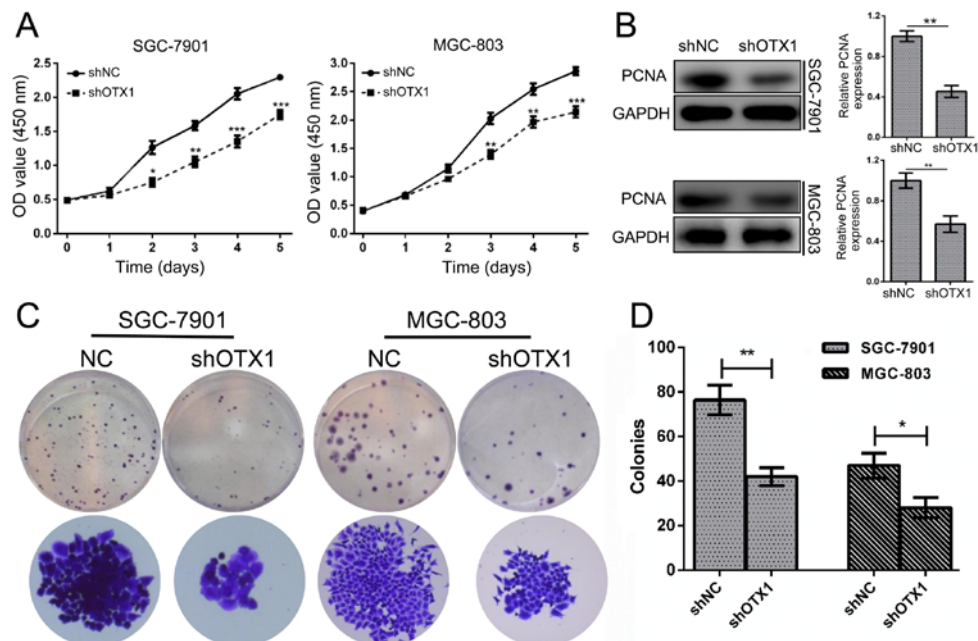 A
SGC-7901
shNC
shOTX1
OD value (450 nm)
2.5
2.0
1.5
1.0
0.5
0.0
*
**
***
***
0 1 2 3 4 5
Time (days)
MGC-803
shNC
shOTX1
OD value (450 nm)
3.0
2.5
2.0
1.5
1.0
0.5
0.0
**
**
***
0 1 2 3 4 5
Time (days)
B
shNC shOTX1
PCNA
GAPDH
SGC-7901
Relative PCNA
expression
1.2
0.8
0.4
0
**
shNC shOTX1
PCNA
GAPDH
MGC-803
Relative PCNA
expression
1.2
0.8
0.4
0
**
shNC shOTX1
C
SGC-7901 MGC-803
NC shOTX1 NC shOTX1
D
SGC-7901
MGC-803
Colonies
100
80
60
40
20
0
**
*
shNC shOTX1 shNC shOTX1